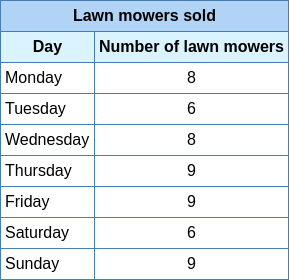 Lawn mowers sold
Day Number of lawn mowers
Monday 8
Tuesday 6
Wednesday 8
Thursday 9
Friday 9
Saturday 6
Sunday 9